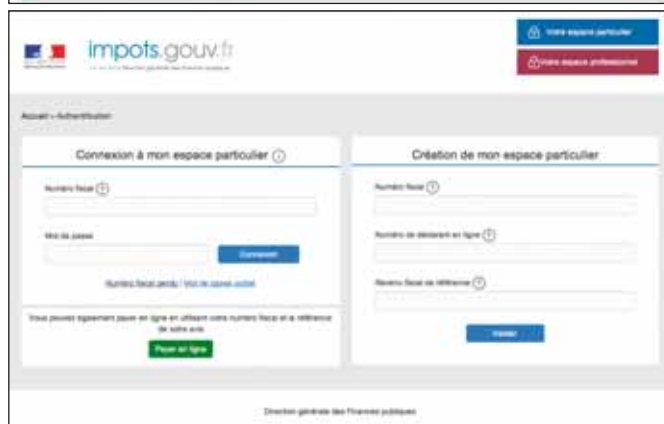 impots.gouv.fr
Votre espace particulier
Votre espace professionnel
Accueil > Authentification
Connexion à mon espace particulier
Numéro fiscal
Mot de passe
Connexion
Numéro fiscal perdu / Mot de passe oublié
Vous pouvez également payer en ligne en utilisant votre numéro fiscal et la référence
de votre avis.
Payer en ligne
Création de mon espace particulier
Numéro fiscal
Numéro de déclarant en ligne
Revenu fiscal de référence
Valider
Direction générale des Finances publiques